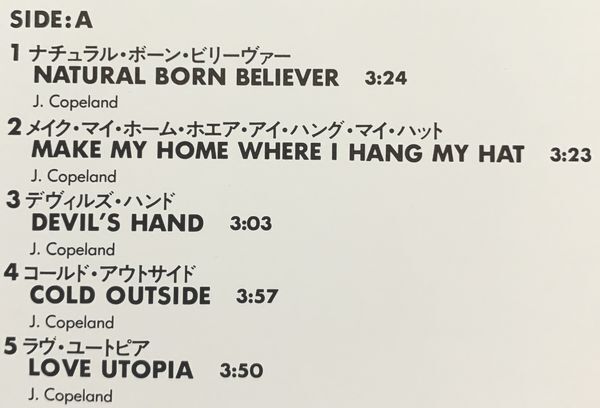 SIDE:A
1 ナチュラル・ボーン・ビリーヴァー
NATURAL BORN BELIEVER 3:24
J. Copeland
2 メイク・マイ・ホーム・ホエア・アイ・ハング・マイ・ハット
MAKE MY HOME WHERE I HANG MY HAT 3:23
J. Copeland
3 デヴィルズ・ハンド
DEVIL'S HAND 3:03
J. Copeland
4 コールド・アウトサイド
COLD OUTSIDE 3:57
J. Copeland
5 ラヴ・ユートピア
LOVE UTOPIA 3:50
J. Copeland